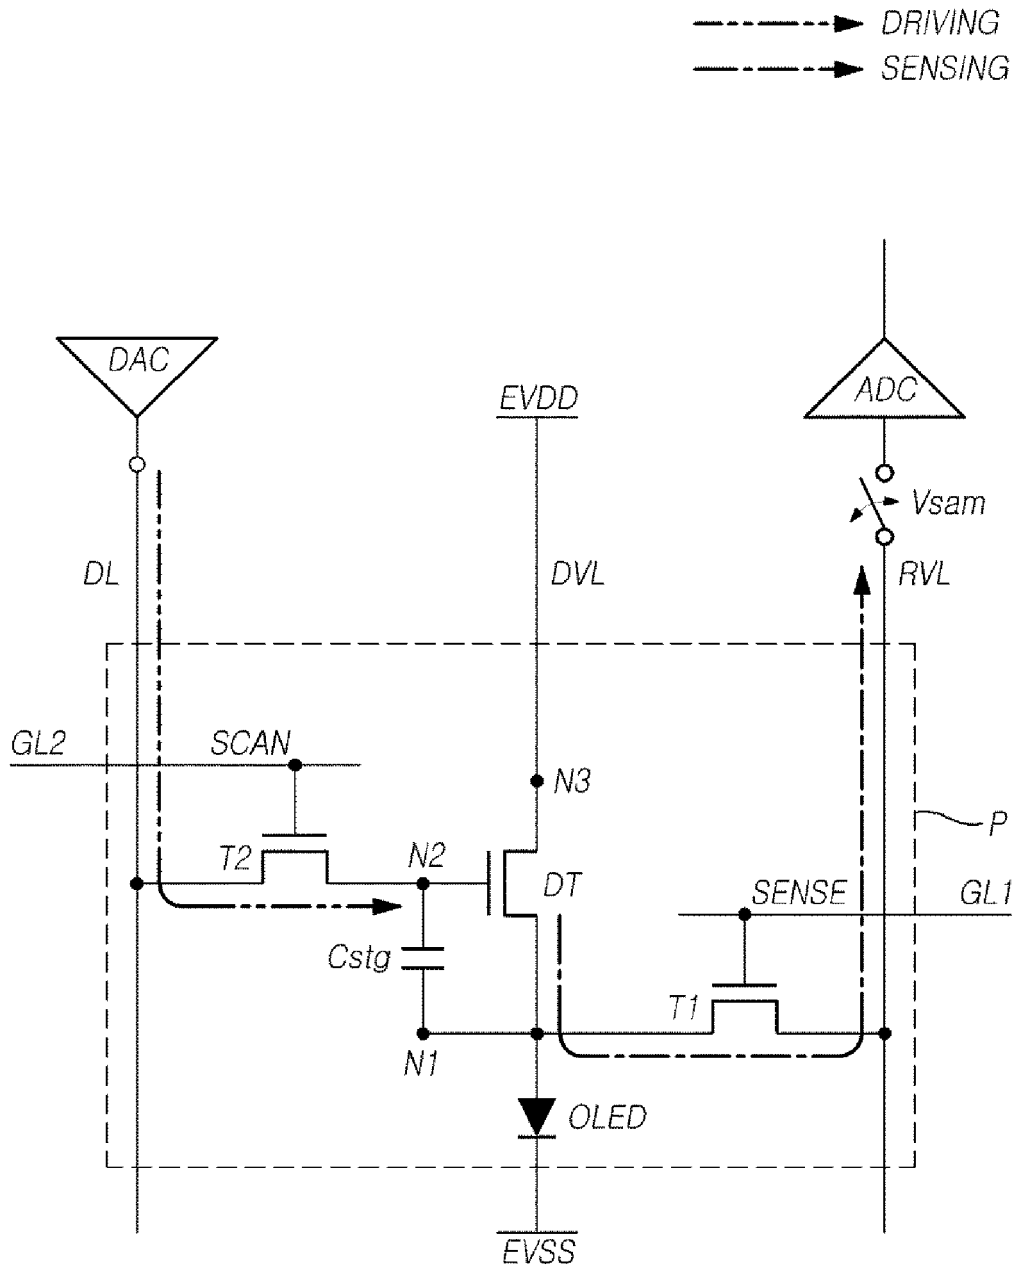 DRIVING
SENSING
DAC
ADC
EVDD
Vsam
DL
DVL
RVL
GL2
SCAN
N3
P
T2
N2
DT
SENSE
GL1
Cstg
T1
N1
OLED
EVSS